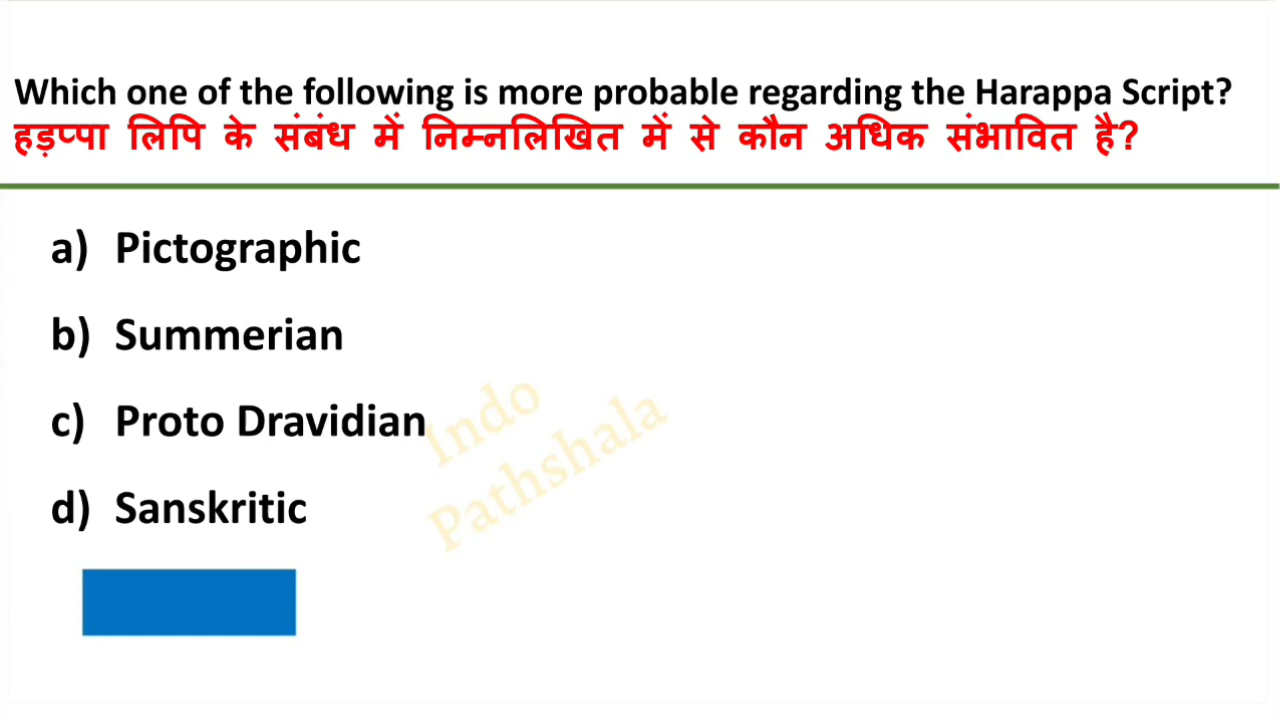 Which one of the following is more probable regarding the Harappa Script?
हड़प्पा लिपि के संबंध में निम्नलिखित में से कौन अधिक संभावित है?
a) Pictographic
b) Summerian
c) Proto Dravidian
d) Sanskritic
Indo
Pathshala